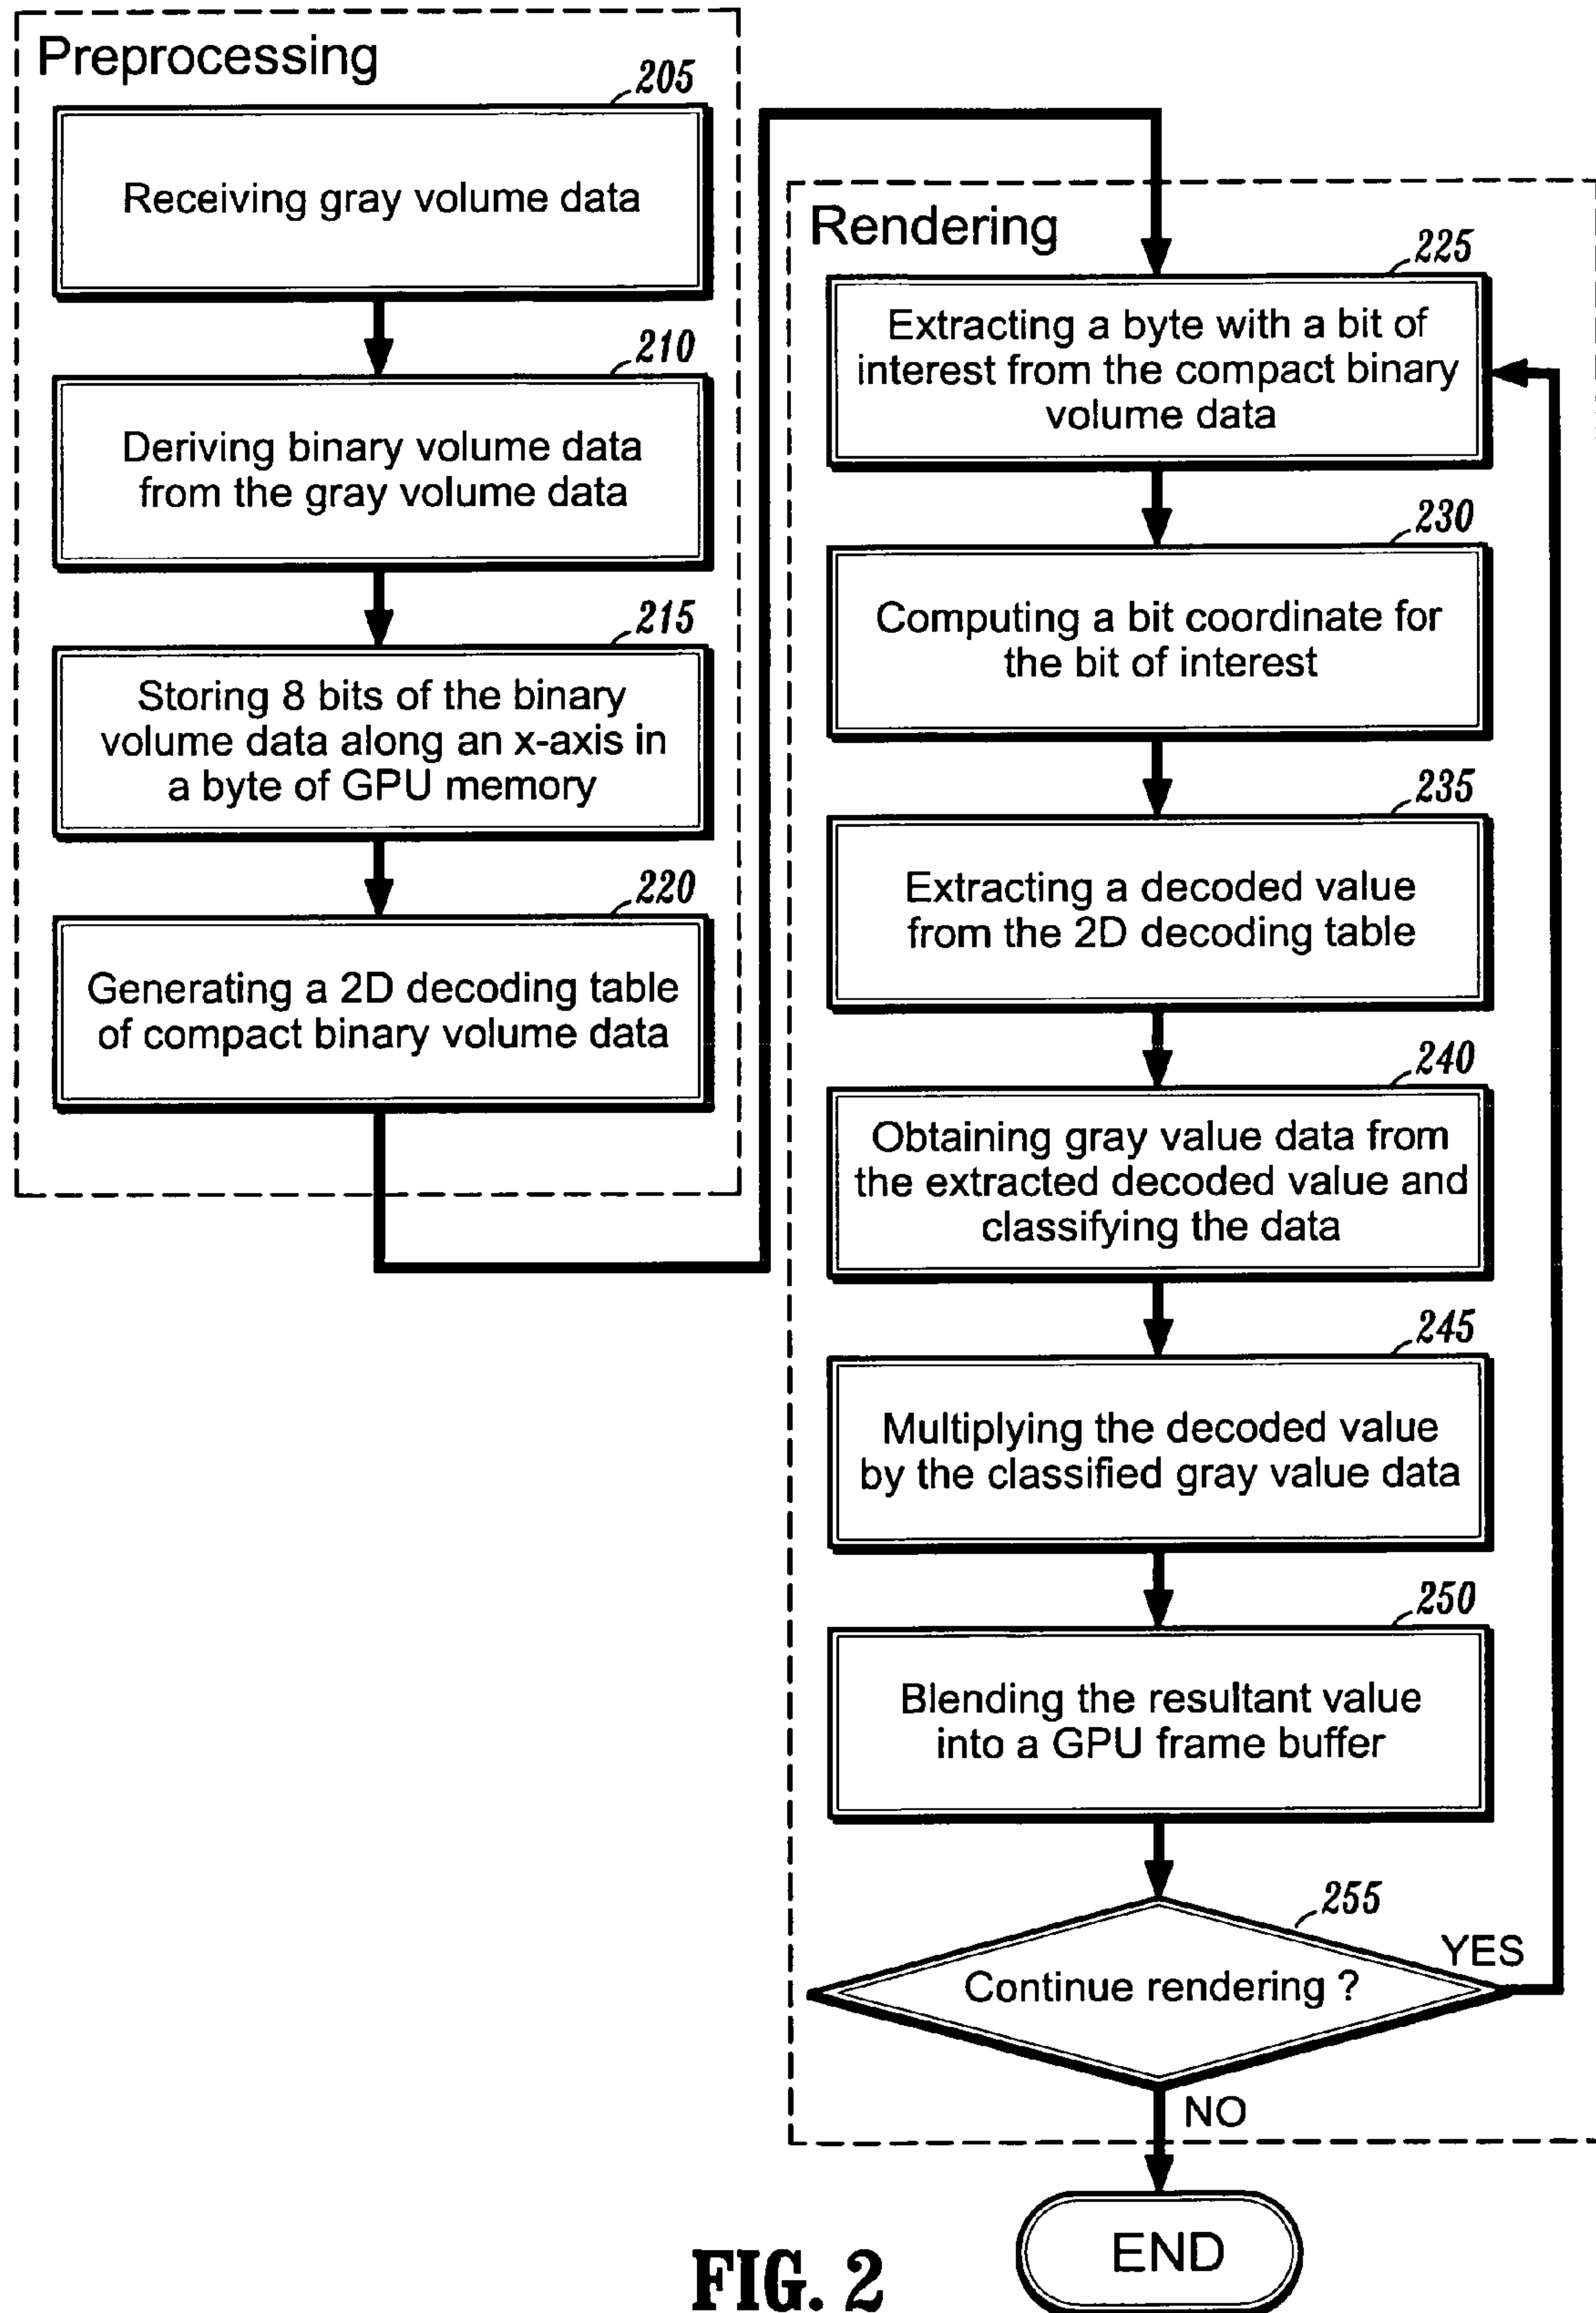 Preprocessing
205
Receiving gray volume data
210
Deriving binary volume data
from the gray volume data
215
Storing 8 bits of the binary
volume data along an x-axis in
a byte of GPU memory
220
Generating a 2D decoding table
of compact binary volume data
Rendering
225
Extracting a byte with a bit of
interest from the compact binary
volume data
230
Computing a bit coordinate for
the bit of interest
235
Extracting a decoded value
from the 2D decoding table
240
Obtaining gray value data from
the extracted decoded value and
classifying the data
245
Multiplying the decoded value
by the classified gray value data
250
Blending the resultant value
into a GPU frame buffer
255
Continue rendering ?
YES
NO
END
FIG. 2